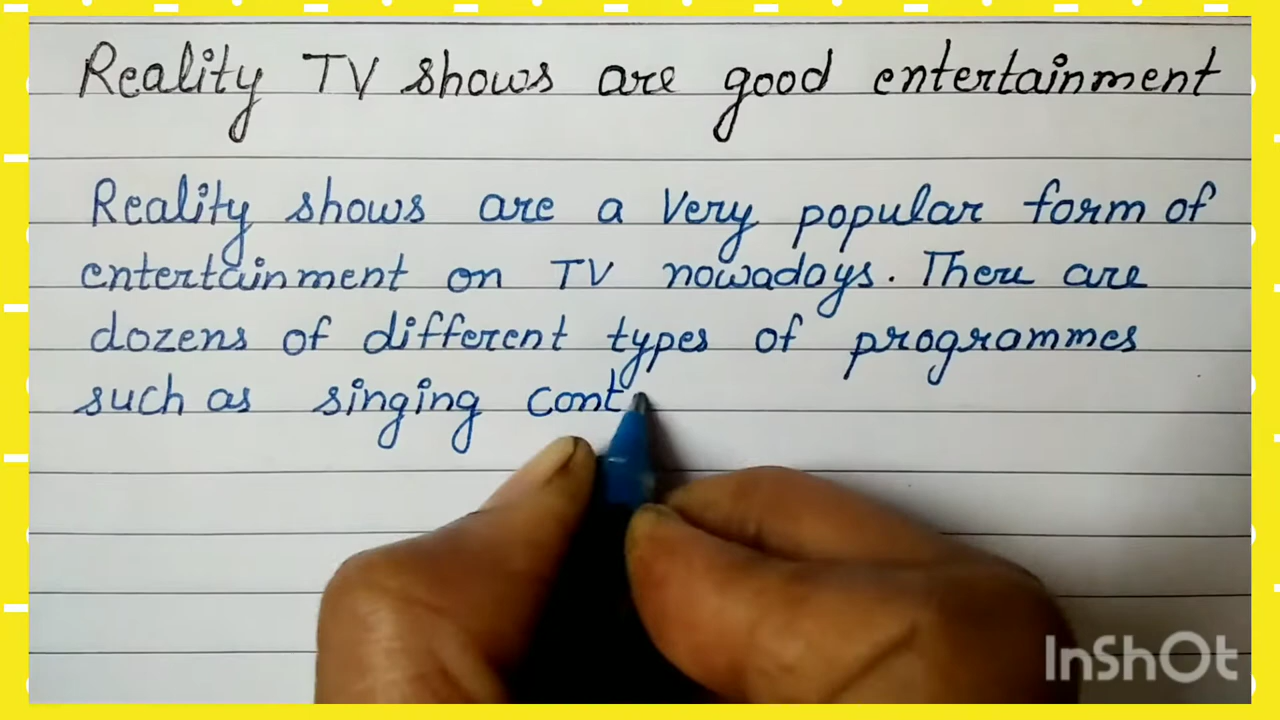 Reality TV shows are good entertainment
Reality shows are a very popular form of
entertainment on TV nowadays. There are
dozens of different types of programmes
such as singing cont
InShOt